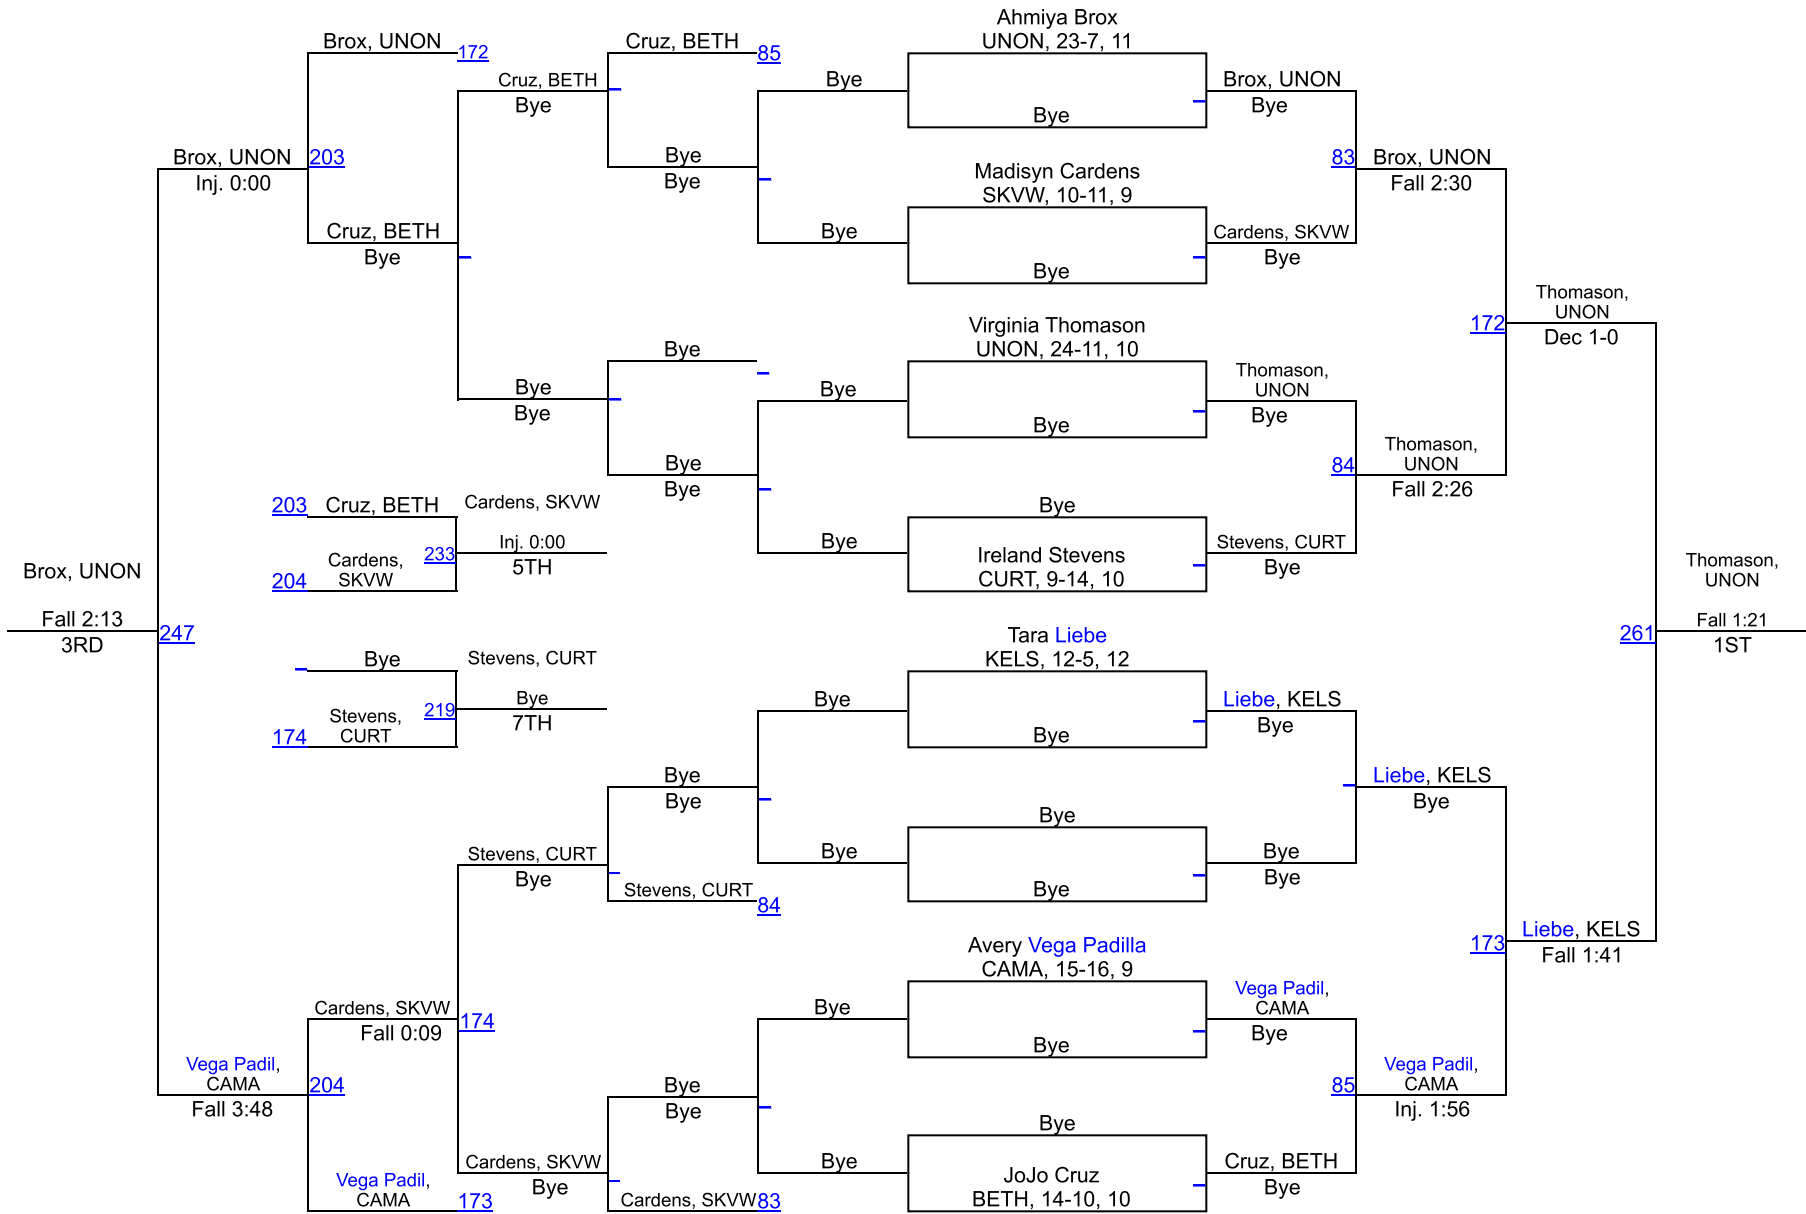 Ahmiya Brox
UNON, 23-7, 11
Brox, UNON
172
Cruz, BETH
85
Cruz, BETH
Bye
Bye
Bye
Brox, UNON
Bye
Brox, UNON
Inj. 0:00
203
Bye
Bye
Madisyn Cardens
SKVW, 10-11, 9
83
Brox, UNON
Fall 2:30
Cruz, BETH
Bye
Bye
Bye
Cardens, SKVW
Bye
Thomason,
UNON
Dec 1-0
172
Virginia Thomason
UNON, 24-11, 10
Bye
Bye
Bye
Bye
Bye
Thomason,
UNON
Bye
Bye
Bye
84
Thomason,
UNON
Fall 2:26
203
Cruz, BETH
Cardens, SKVW
Bye
Inj. 0:00
5TH
233
Cardens,
SKVW
204
Bye
Ireland Stevens
CURT, 9-14, 10
Stevens, CURT
Bye
Brox, UNON
Fall 2:13
3RD
247
Thomason,
UNON
Fall 1:21
1ST
261
Tara Liebe
KELS, 12-5, 12
Bye
Stevens, CURT
Bye
7TH
219
Stevens,
CURT
174
Bye
Bye
Liebe, KELS
Bye
Bye
Bye
Liebe, KELS
Bye
Bye
Stevens, CURT
Bye
Bye
Bye
Bye
Bye
Stevens, CURT
84
Avery Vega Padilla
CAMA, 15-16, 9
173
Liebe, KELS
Fall 1:41
Cardens, SKVW
Fall 0:09
174
Bye
Bye
Vega Padil,
CAMA
Bye
Vega Padil,
CAMA
Fall 3:48
204
Bye
Bye
85
Vega Padil,
CAMA
Inj. 1:56
Bye
Cardens, SKVW
Bye
Bye
JoJo Cruz
BETH, 14-10, 10
Cruz, BETH
Bye
Vega Padil,
CAMA
173
Cardens, SKVW
83